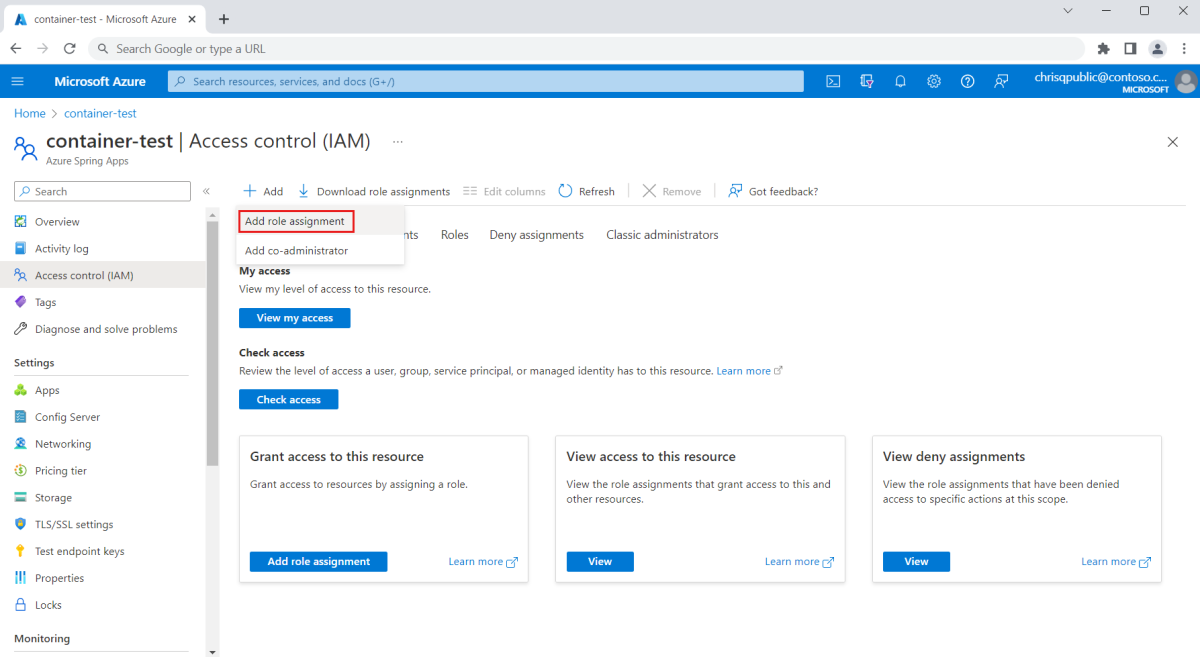 container-test - Microsoft Azure
Search Google or type a URL
Microsoft Azure
Search resources, services, and docs (G+/)
chrisqpublic@contoso.c...
MICROSOFT
Home > container-test
container-test | Access control (IAM) ...
Azure Spring Apps
Search
Add
Download role assignments
Edit columns
Refresh
Remove
Got feedback?
Overview
Activity log
Access control (IAM)
Tags
Diagnose and solve problems
Settings
Apps
Config Server
Networking
Pricing tier
Storage
TLS/SSL settings
Test endpoint keys
Properties
Locks
Monitoring
Add role assignment
Add co-administrator
nts
Roles
Deny assignments
Classic administrators
My access
View my level of access to this resource.
View my access
Check access
Review the level of access a user, group, service principal, or managed identity has to this resource. Learn more
Check access
Grant access to this resource
Grant access to resources by assigning a role.
Add role assignment
Learn more
View access to this resource
View the role assignments that grant access to this and
other resources.
View
Learn more
View deny assignments
View the role assignments that have been denied
access to specific actions at this scope.
View
Learn more